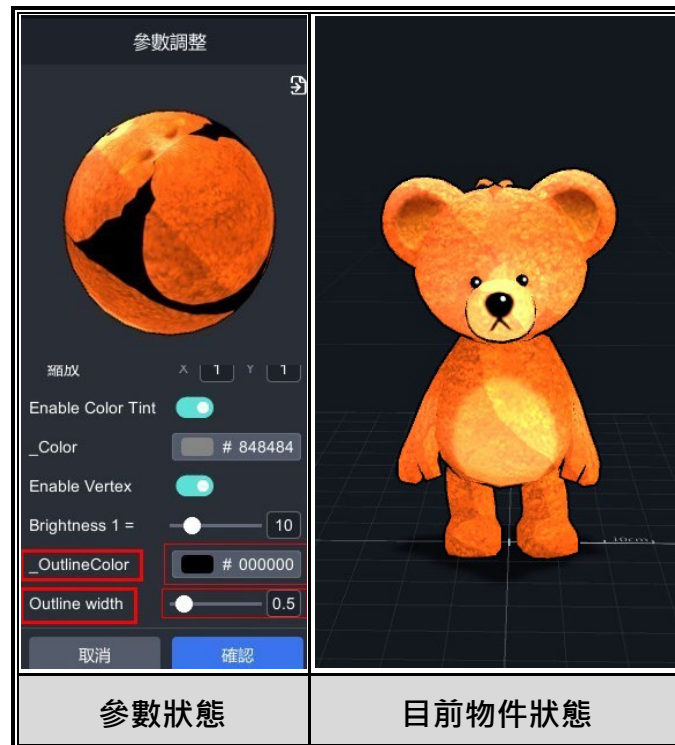 參數調整
縮放 X 1 Y 1
Enable Color Tint
_Color # 848484
Enable Vertex
Brightness 1 = 10
_OutlineColor # 000000
Outline width 0.5
取消 確認
10cm
參數狀態 目前物件狀態